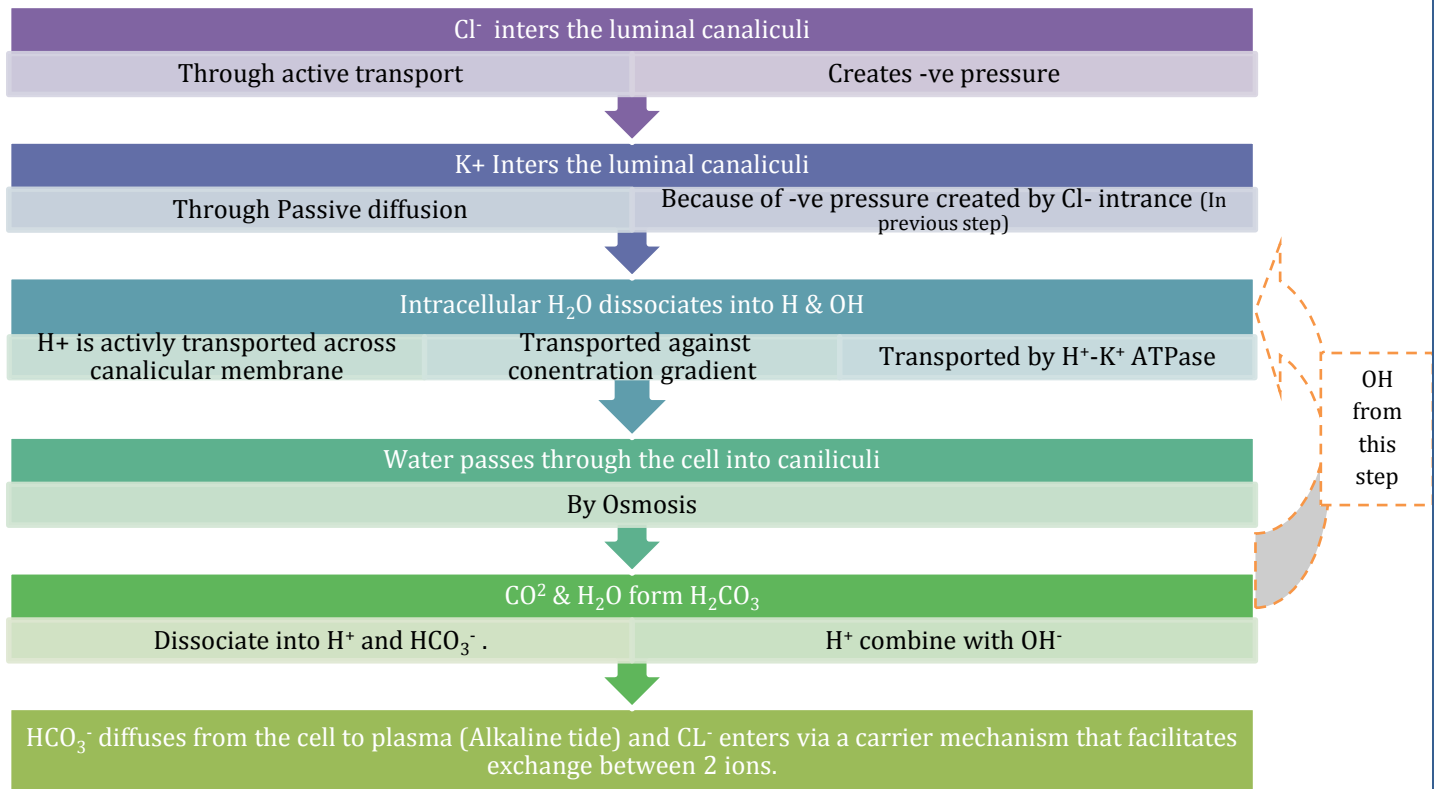 Cl⁻ inters the luminal canaliculi
Through active transport
Creates -ve pressure
K+ Inters the luminal canaliculi
Through Passive diffusion
Because of -ve pressure created by Cl- intrance (In
previous step)
Intracellular H₂O dissociates into H & OH
H+ is activly transported across
canalicular membrane
Transported against
conentration gradient
Transported by H⁺-K⁺ ATPase
OH
from
this
step
Water passes through the cell into caniliculi
By Osmosis
CO² & H₂O form H₂CO₃
Dissociate into H⁺ and HCO₃⁻ .
H⁺ combine with OH⁻
HCO₃⁻ diffuses from the cell to plasma (Alkaline tide) and CL⁻ enters via a carrier mechanism that facilitates
exchange between 2 ions.